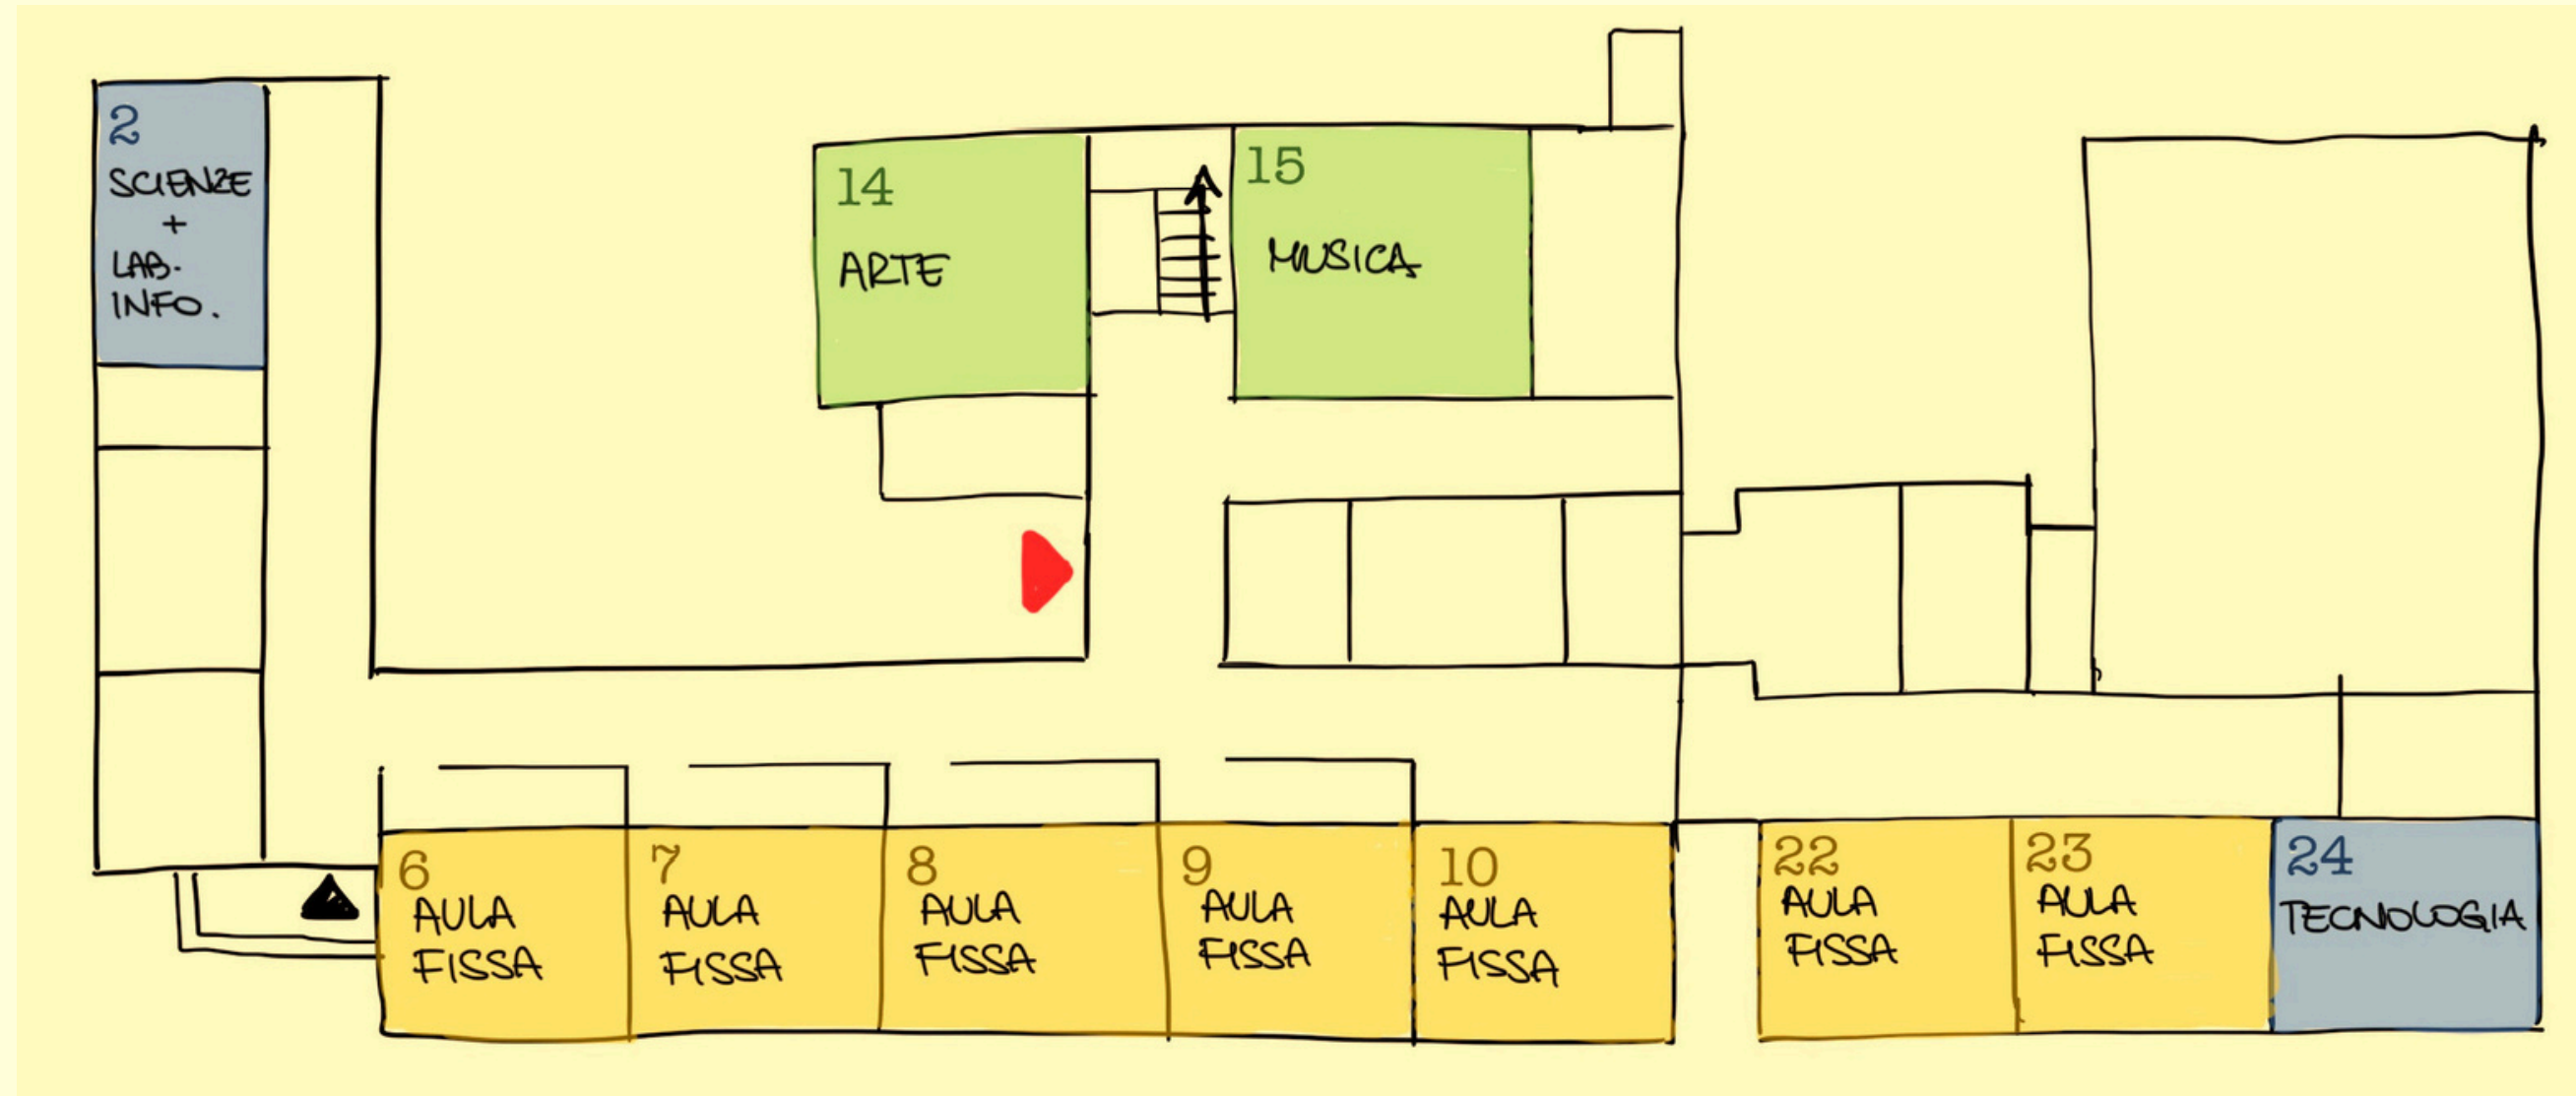 2
SCIENZE
+
LAB.
INFO.
14
ARTE
15
MUSICA
6
AULA
FISSA
7
AULA
FISSA
8
AULA
FISSA
9
AULA
FISSA
10
AULA
FISSA
22
AULA
FISSA
23
AULA
FISSA
24
TECNOLOGIA